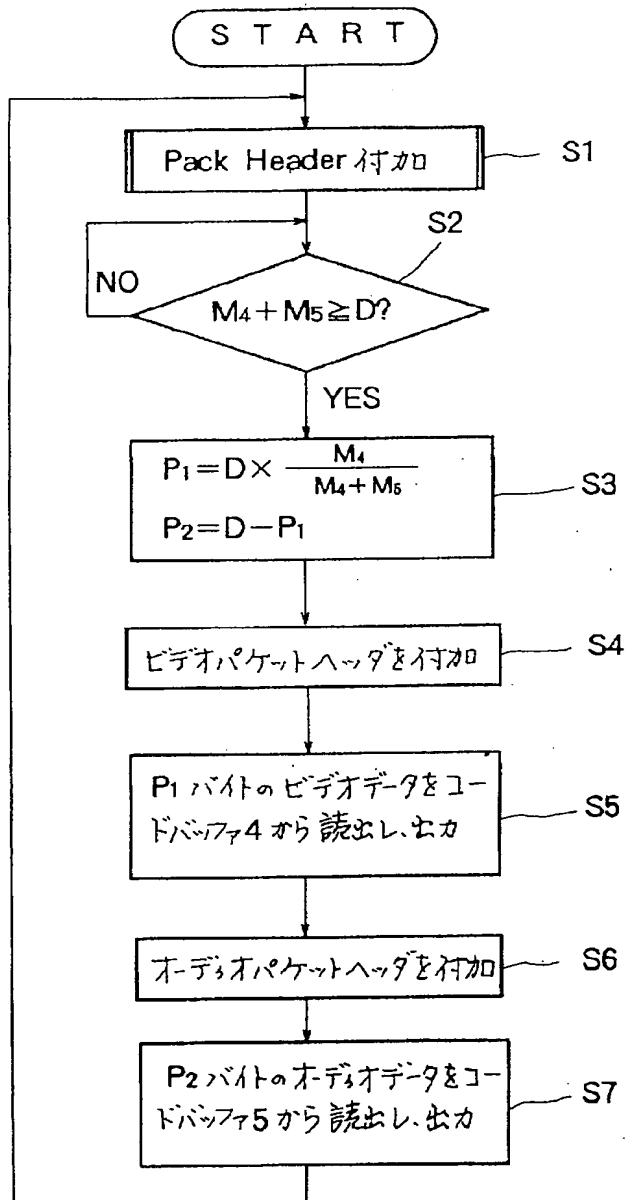 START
Pack Header 付加
S1
S2
NO
M4+M5≧D?
YES
P1=D× M4/M4+M5
P2=D-P1
S3
ビデオパケットヘッダを付加
S4
P1 バイトのビデオデータをコー
ドバッファ4から読出し、出力
S5
オーディオパケットヘッダを付加
S6
P2 バイトのオーディオデータをコー
ドバッファ5から読出し、出力
S7